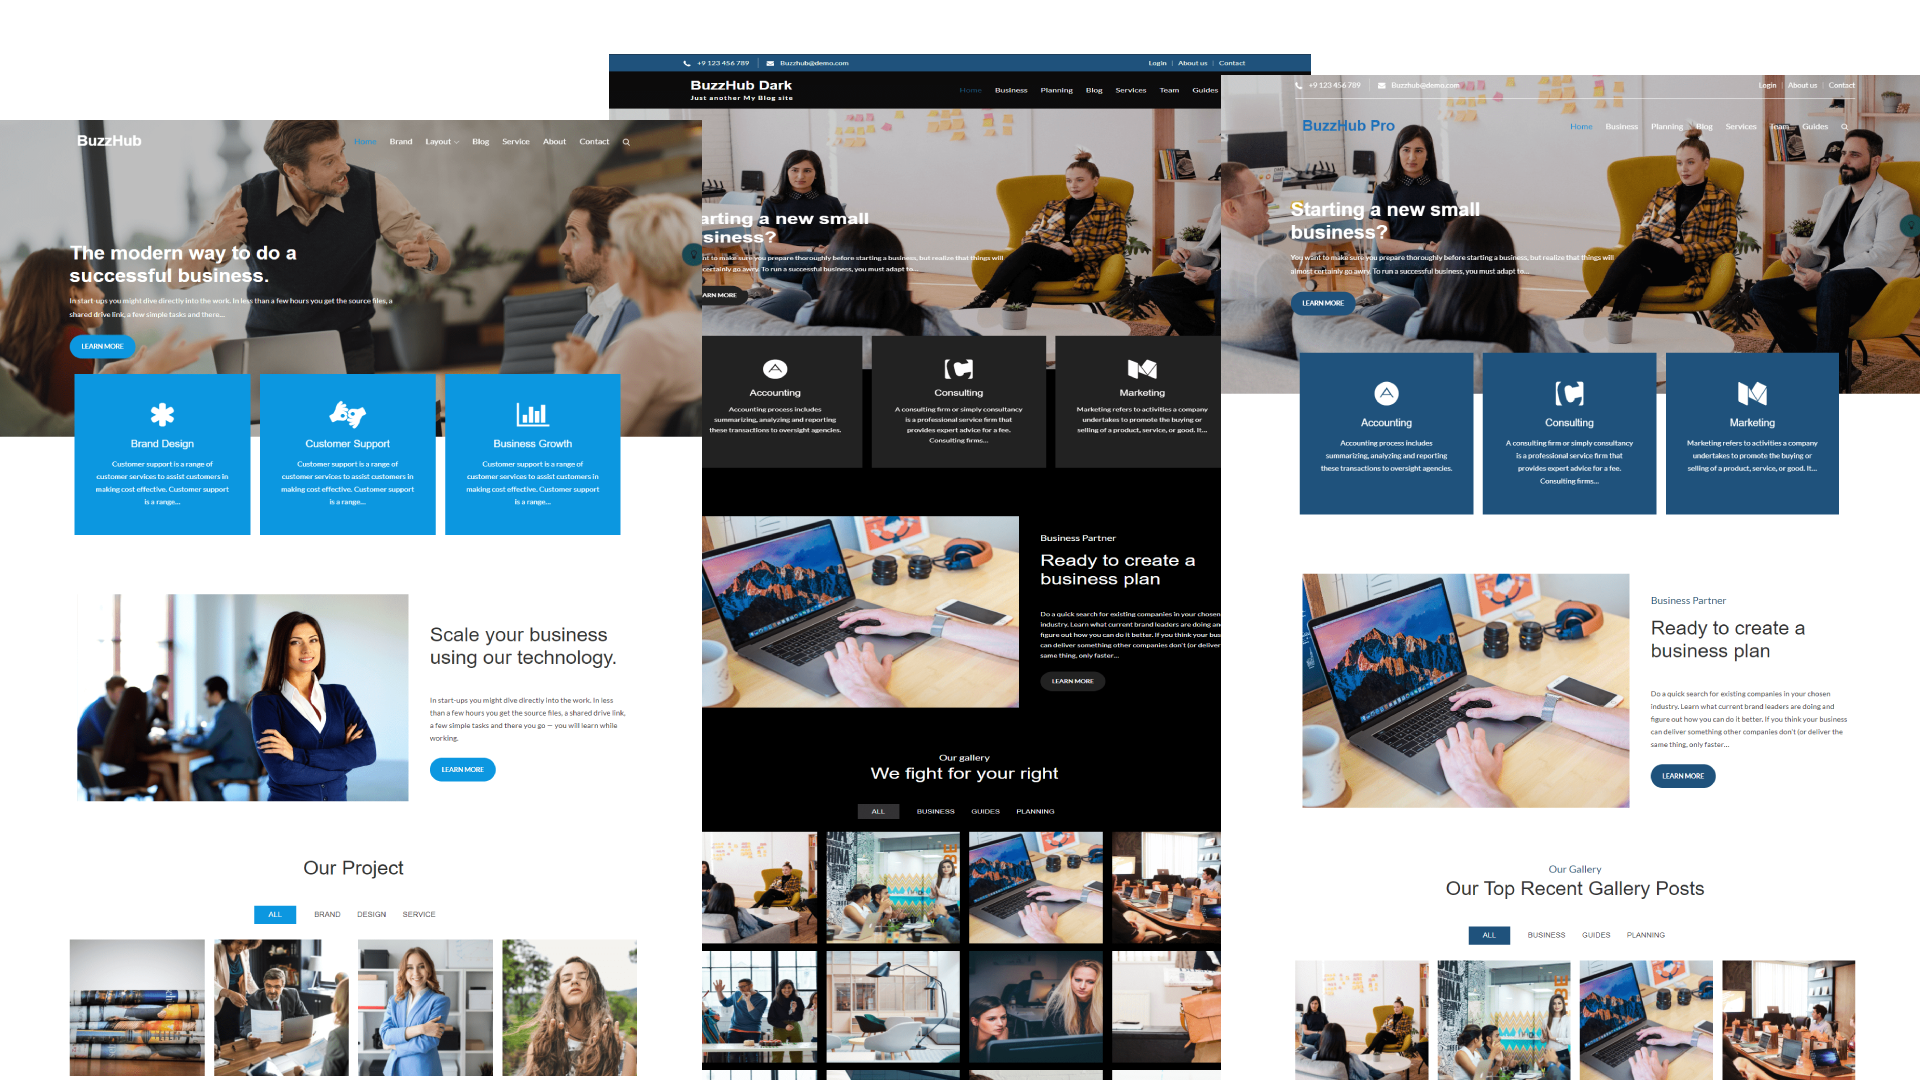 BuzzHub
Home Brand Layout Blog Service About Contact
The modern way to do a
successful business.
In start-ups you might dive directly into the work. In less than a few hours you get the source files, a
shared drive link, a few simple tasks and there...
LEARN MORE
Brand Design
Customer support is a range of
customer services to assist customers in
making cost effective. Customer support
is a range...
Customer Support
Customer support is a range of
customer services to assist customers in
making cost effective. Customer support
is a range...
Business Growth
Customer support is a range of
customer services to assist customers in
making cost effective. Customer support
is a range...
Scale your business
using our technology.
In start-ups you might dive directly into the work. In less
than a few hours you get the source files, a shared drive link,
a few simple tasks and there you go — you will learn while
working.
LEARN MORE
Our Project
ALL BRAND DESIGN SERVICE
+9 123 456 789 Buzzhub@demo.com Login About us Contact
BuzzHub Dark
Just another My Blog site
Home Business Planning Blog Services Team Guides
arting a new small
siness?
nt to make sure you prepare thoroughly before starting a business, but realize that things will
certainly go awry. To run a successful business, you must adapt to...
ARN MORE
Accounting
Accounting process includes
summarizing, analyzing and reporting
these transactions to oversight agencies.
Consulting
A consulting firm or simply consultancy
is a professional service firm that
provides expert advice for a fee.
Consulting firms...
Marketing
Marketing refers to activities a company
undertakes to promote the buying or
selling of a product, service, or good. It...
Business Partner
Ready to create a
business plan
Do a quick search for existing companies in your chosen
industry. Learn what current brand leaders are doing an
figure out how you can do it better. If you think your bus
can deliver something other companies don't (or deliver
same thing, only faster...
LEARN MORE
Our gallery
We fight for your right
ALL BUSINESS GUIDES PLANNING
+9 123 456 789 Buzzhub@demo.com Login About us Contact
BuzzHub Pro
Home Business Planning Blog Services Team Guides
Starting a new small
business?
You want to make sure you prepare thoroughly before starting a business, but realize that things will
almost certainly go awry. To run a successful business, you must adapt to...
LEARN MORE
Accounting
Accounting process includes
summarizing, analyzing and reporting
these transactions to oversight agencies.
Consulting
A consulting firm or simply consultancy
is a professional service firm that
provides expert advice for a fee.
Consulting firms...
Marketing
Marketing refers to activities a company
undertakes to promote the buying or
selling of a product, service, or good. It...
Business Partner
Ready to create a
business plan
Do a quick search for existing companies in your chosen
industry. Learn what current brand leaders are doing and
figure out how you can do it better. If you think your business
can deliver something other companies don't (or deliver the
same thing, only faster...
LEARN MORE
Our Gallery
Our Top Recent Gallery Posts
ALL BUSINESS GUIDES PLANNING